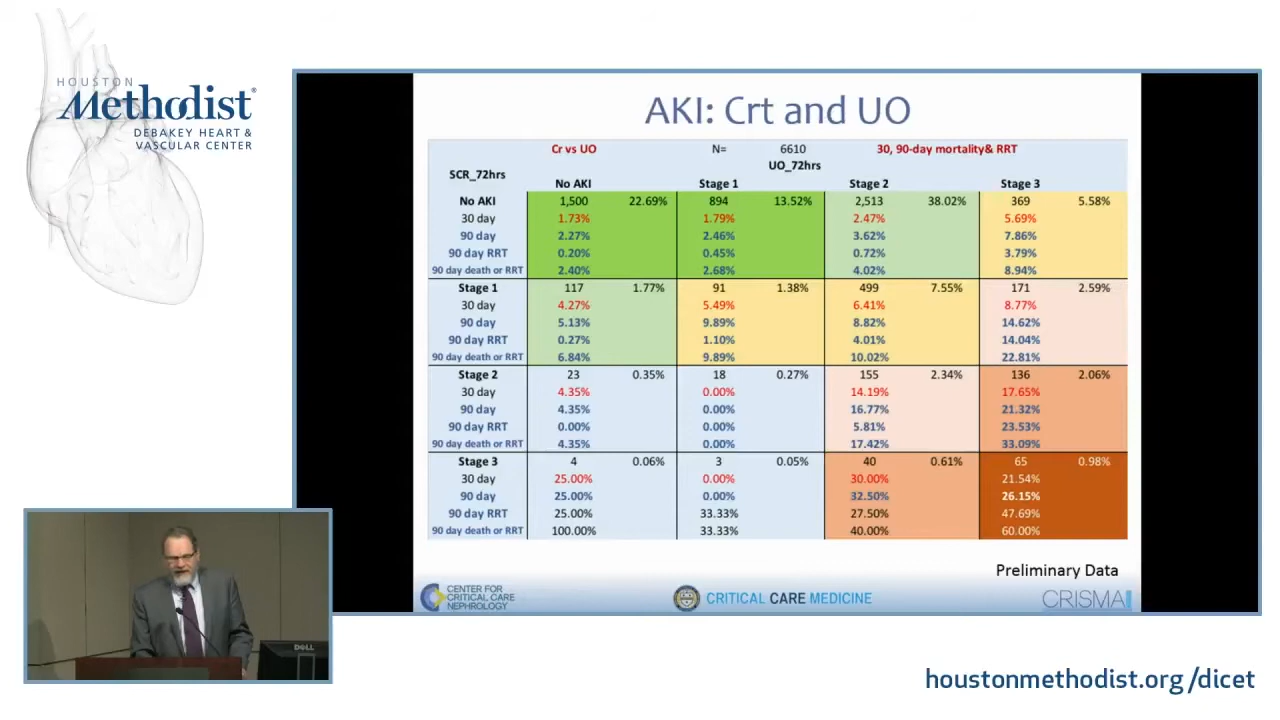 HOUSTON
Methodist®
DEBAKEY HEART &
VASCULAR CENTER
AKI: Crt and UO
Cr vs UO N= 6610 30, 90-day mortality& RRT
SCR_72hrs UO_72hrs
No AKI Stage 1 Stage 2 Stage 3
No AKI 1,500 22.69% 894 13.52% 2,513 38.02% 369 5.58%
30 day 1.73% 1.79% 2.47% 5.69%
90 day 2.27% 2.46% 3.62% 7.86%
90 day RRT 0.20% 0.45% 0.72% 3.79%
90 day death or RRT 2.40% 2.68% 4.02% 8.94%
Stage 1 117 1.77% 91 1.38% 499 7.55% 171 2.59%
30 day 4.27% 5.49% 6.41% 8.77%
90 day 5.13% 9.89% 8.82% 14.62%
90 day RRT 0.27% 1.10% 4.01% 14.04%
90 day death or RRT 6.84% 9.89% 10.02% 22.81%
Stage 2 23 0.35% 18 0.27% 155 2.34% 136 2.06%
30 day 4.35% 0.00% 14.19% 17.65%
90 day 4.35% 0.00% 16.77% 21.32%
90 day RRT 0.00% 0.00% 5.81% 23.53%
90 day death or RRT 4.35% 0.00% 17.42% 33.09%
Stage 3 4 0.06% 3 0.05% 40 0.61% 65 0.98%
30 day 25.00% 0.00% 30.00% 21.54%
90 day 25.00% 0.00% 32.50% 26.15%
90 day RRT 25.00% 33.33% 27.50% 47.69%
90 day death or RRT 100.00% 33.33% 40.00% 60.00%
Preliminary Data
CENTER FOR
CRITICAL CARE
NEPHROLOGY
CRITICAL CARE MEDICINE
CRISMA
DELL
houstonmethodist.org/dicet